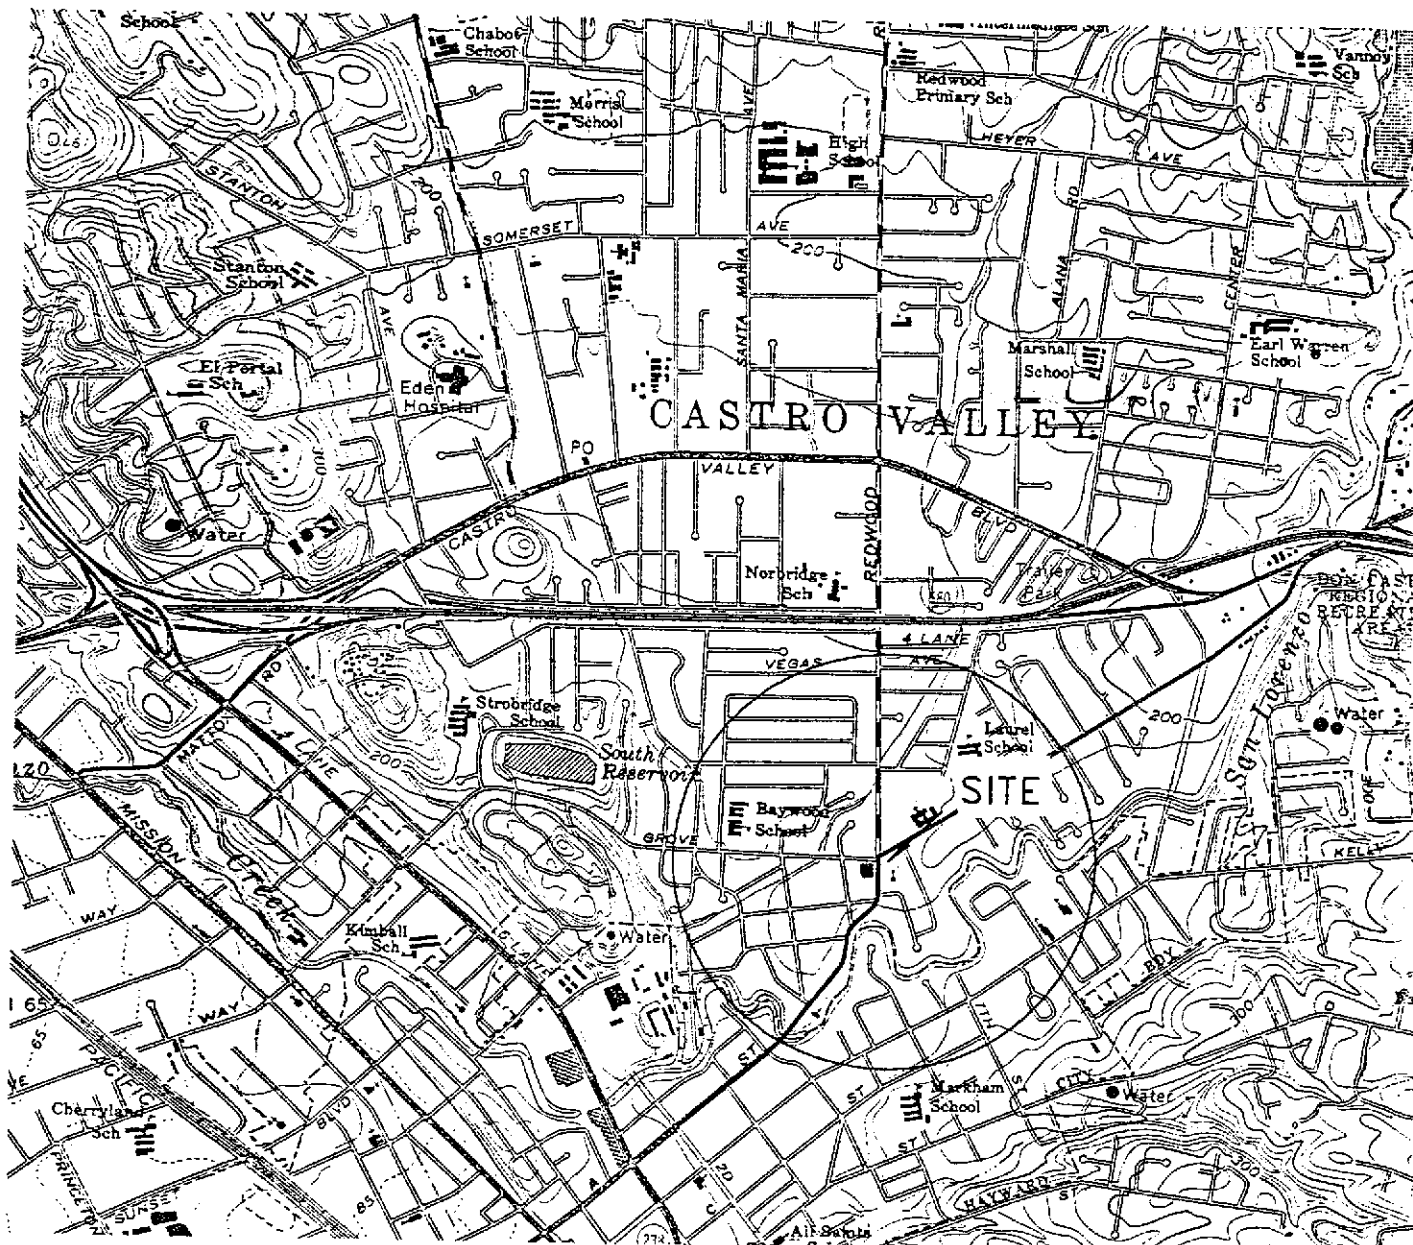 School
Chabot
School
Redwood
Primary Sch
Vannoy
Sch
Morris
School
AVE
High
School
HEYER
AVE
STANTON
200
RD
SOMERSET
AVE
200
Stanton
School
SANTA MARIA
ALANA
CENTER
AVE
El Portal
Sch
Eden
Hospital
Marshall
School
Earl Warren
School
CASTRO VALLEY
300
PO
VALLEY
CASTRO
REDWOOD
BLVD
Water
Norbridge
Sch
Trailer
Park
4 LANE
VEGAS
AVE
RD
Strobridge
School
Laurel
School
200
San Lorenzo
Water
MATTOX
200
South
Reservoir
SITE
MISSION
Baywood
School
GROVE
KELLY
Creek
WAY
Kimball
Sch
Water
BDY
WAY
65
PACIFIC
ST
ST
ST
CITY
D
Markham
School
Water
Cherryland
Sch
BLVD
ST
300
PRINCETON
A
HAYWARD
ST
85
C
All Saints